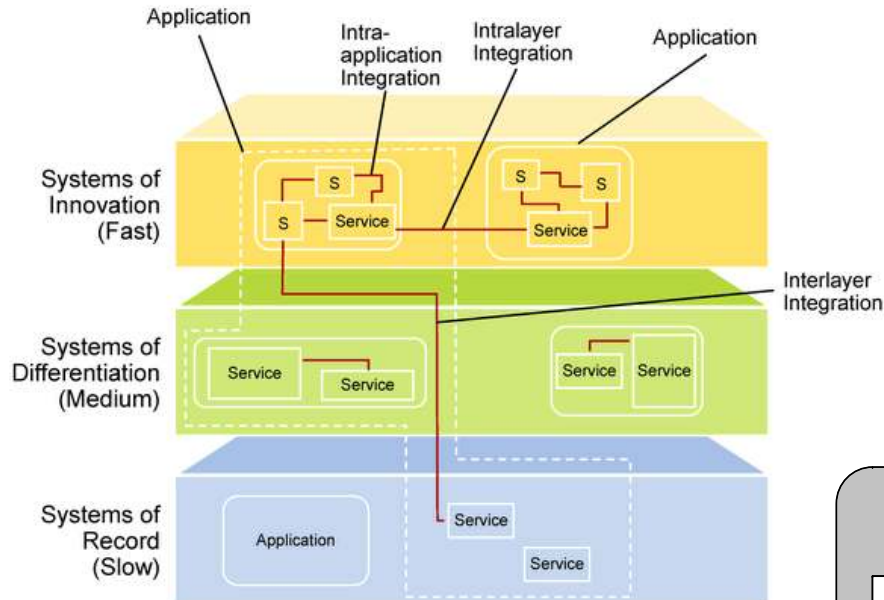 Application
Intra-
application
Integration
Intralayer
Integration
Application
Systems of
Innovation
(Fast)
S
S
Service
S
S
Service
Interlayer
Integration
Systems of
Differentiation
(Medium)
Service
Service
Service
Service
Systems of
Record
(Slow)
Application
Service
Service